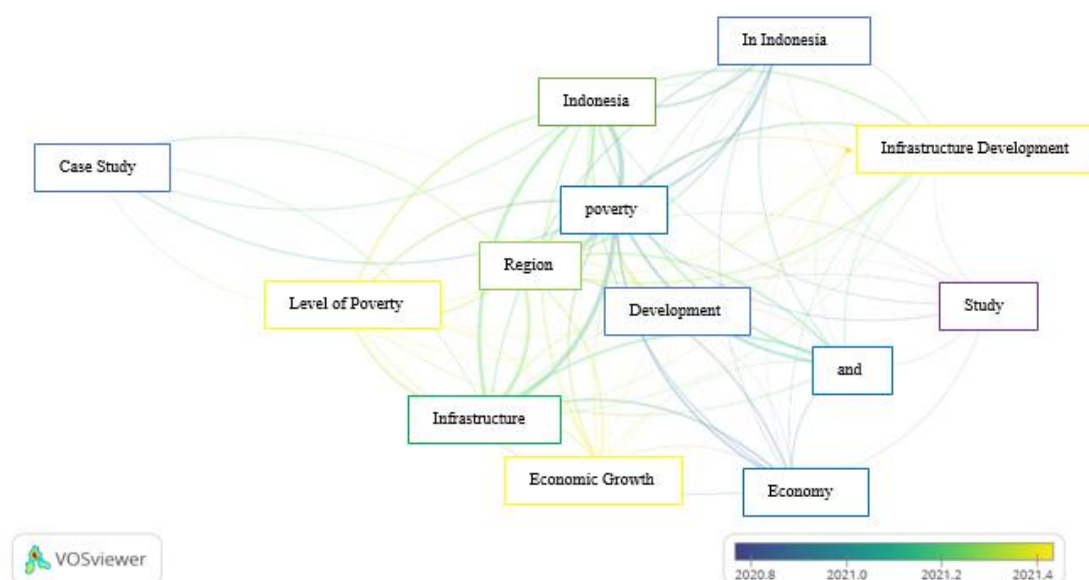 In Indonesia
Indonesia
Infrastructure Development
Case Study
poverty
Region
Level of Poverty
Development
Study
and
Infrastructure
Economic Growth
Economy
VOSviewer
2020.8 2021.0 2021.2 2021.4